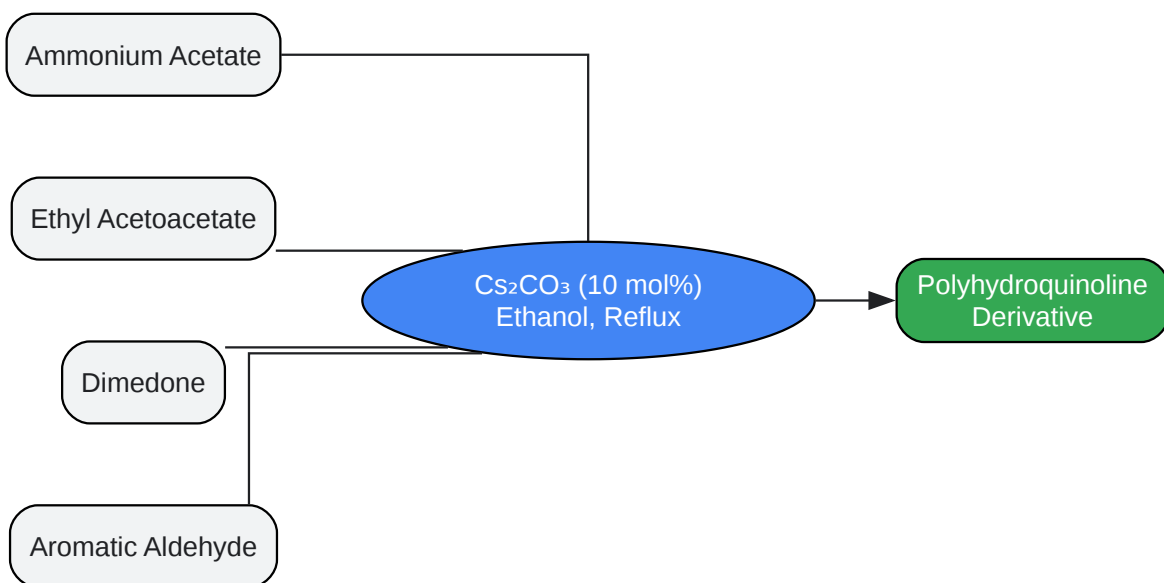 Ammonium Acetate
Ethyl Acetoacetate
Cs₂CO₃ (10 mol%)
Ethanol, Reflux
Polyhydroquinoline
Derivative
Dimedone
Aromatic Aldehyde